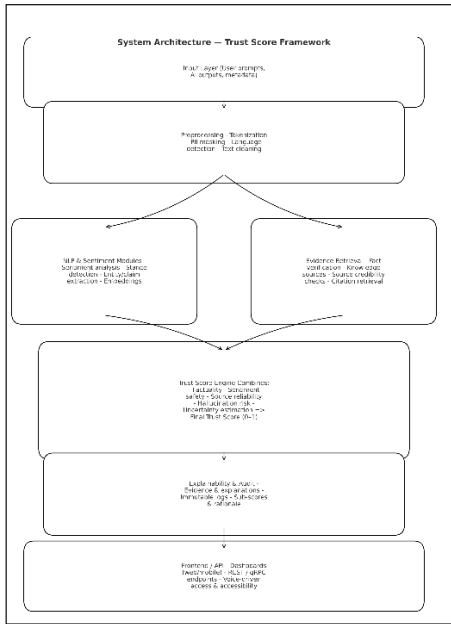 System Architecture — Trust Score Framework
Input Layer (User prompts,
AI outputs, metadata)
Preprocessing · Tokenization
PII masking · Language
detection · Text cleaning
NLP & Sentiment Modules
Sentiment analysis · Stance
detection · Entity/claim
extraction · Embeddings
Evidence Retrieval · Fact
verification · Knowledge
sources · Source credibility
checks · Citation retrieval
Trust Score Engine Combines:
Factuality · Sentiment
safety · Source reliability
· Hallucination risk ·
Uncertainty estimation =>
Final Trust Score (0–1)
Explainability & Audit ·
Evidence & explanations ·
Immutable logs · Sub-scores
& rationale
Frontend / API · Dashboards
(web/mobile) · REST / gRPC
endpoints · Voice-driven
access & accessibility